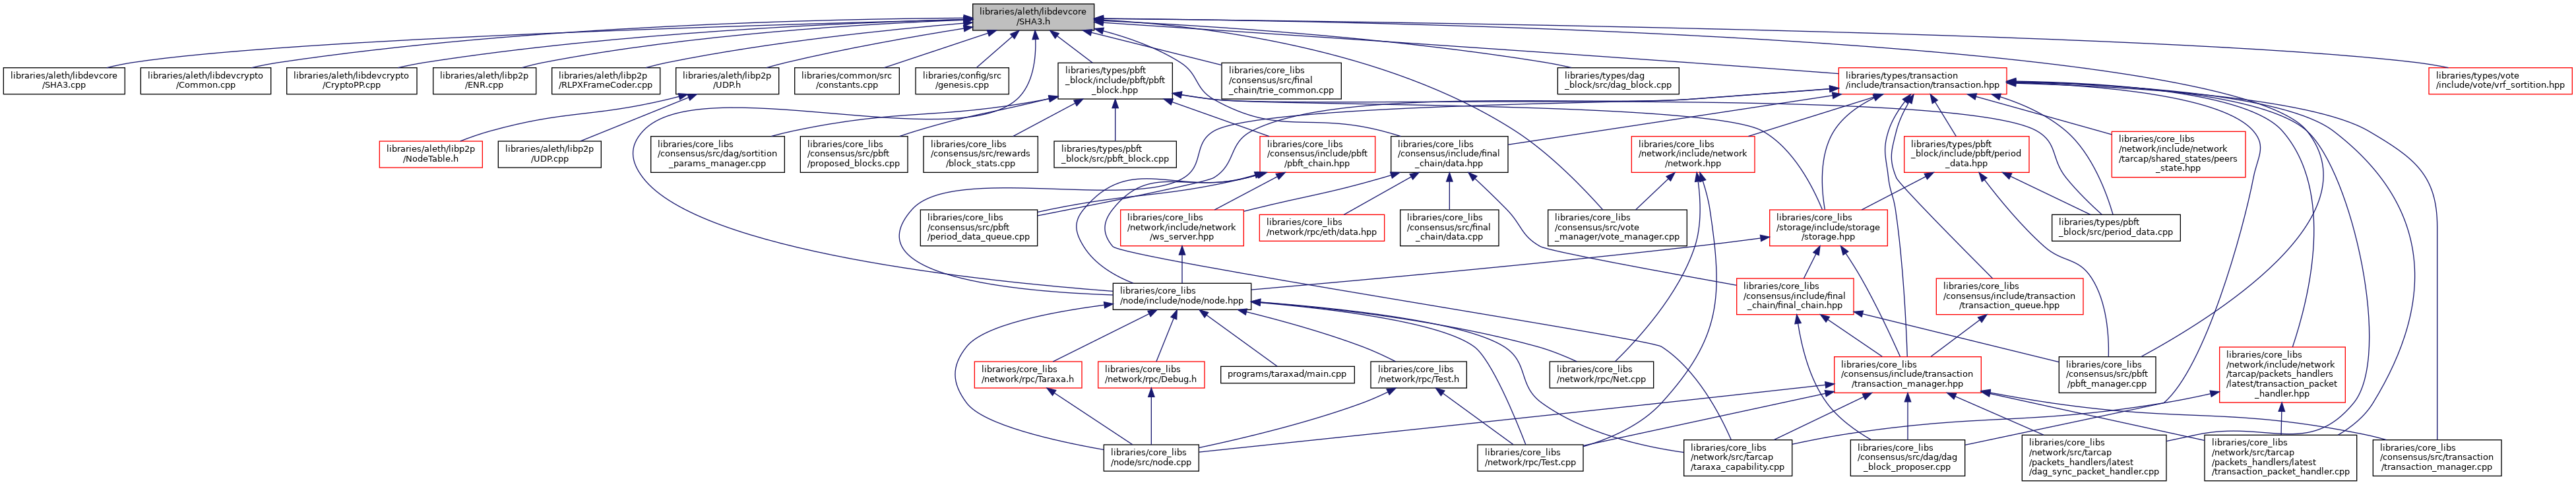 libraries/aleth/libdevcore
/SHA3.h
libraries/aleth/libdevcore
/SHA3.cpp
libraries/aleth/libdevcrypto
/Common.cpp
libraries/aleth/libdevcrypto
/CryptoPP.cpp
libraries/aleth/libp2p
/ENR.cpp
libraries/aleth/libp2p
/RLPXFrameCoder.cpp
libraries/aleth/libp2p
/UDP.h
libraries/common/src
/constants.cpp
libraries/config/src
/genesis.cpp
libraries/types/pbft
_block/include/pbft/pbft
_block.hpp
libraries/core_libs
/consensus/src/final
_chain/trie_common.cpp
libraries/types/dag
_block/src/dag_block.cpp
libraries/types/transaction
/include/transaction/transaction.hpp
libraries/types/vote
/include/vote/vrf_sortition.hpp
libraries/aleth/libp2p
/NodeTable.h
libraries/aleth/libp2p
/UDP.cpp
libraries/core_libs
/consensus/src/dag/sortition
_params_manager.cpp
libraries/core_libs
/consensus/src/pbft
/proposed_blocks.cpp
libraries/core_libs
/consensus/src/rewards
/block_stats.cpp
libraries/types/pbft
_block/src/pbft_block.cpp
libraries/core_libs
/consensus/include/pbft
/pbft_chain.hpp
libraries/core_libs
/consensus/include/final
_chain/data.hpp
libraries/core_libs
/network/include/network
/network.hpp
libraries/types/pbft
_block/include/pbft/period
_data.hpp
libraries/core_libs
/network/include/network
/tarcap/shared_states/peers
_state.hpp
libraries/core_libs
/consensus/src/pbft
/period_data_queue.cpp
libraries/core_libs
/network/include/network
/ws_server.hpp
libraries/core_libs
/network/rpc/eth/data.hpp
libraries/core_libs
/consensus/src/final
_chain/data.cpp
libraries/core_libs
/consensus/src/vote
_manager/vote_manager.cpp
libraries/core_libs
/storage/include/storage
/storage.hpp
libraries/types/pbft
_block/src/period_data.cpp
libraries/core_libs
/node/include/node/node.hpp
libraries/core_libs
/consensus/include/final
_chain/final_chain.hpp
libraries/core_libs
/consensus/include/transaction
/transaction_queue.hpp
libraries/core_libs
/network/rpc/Taraxa.h
libraries/core_libs
/network/rpc/Debug.h
programs/taraxad/main.cpp
libraries/core_libs
/network/rpc/Test.h
libraries/core_libs
/network/rpc/Net.cpp
libraries/core_libs
/consensus/include/transaction
/transaction_manager.hpp
libraries/core_libs
/consensus/src/pbft
/pbft_manager.cpp
libraries/core_libs
/network/include/network
/tarcap/packets_handlers
/latest/transaction_packet
_handler.hpp
libraries/core_libs
/node/src/node.cpp
libraries/core_libs
/network/rpc/Test.cpp
libraries/core_libs
/network/src/tarcap
/taraxa_capability.cpp
libraries/core_libs
/consensus/src/dag/dag
_block_proposer.cpp
libraries/core_libs
/network/src/tarcap
/packets_handlers/latest
/dag_sync_packet_handler.cpp
libraries/core_libs
/network/src/tarcap
/packets_handlers/latest
/transaction_packet_handler.cpp
libraries/core_libs
/consensus/src/transaction
/transaction_manager.cpp